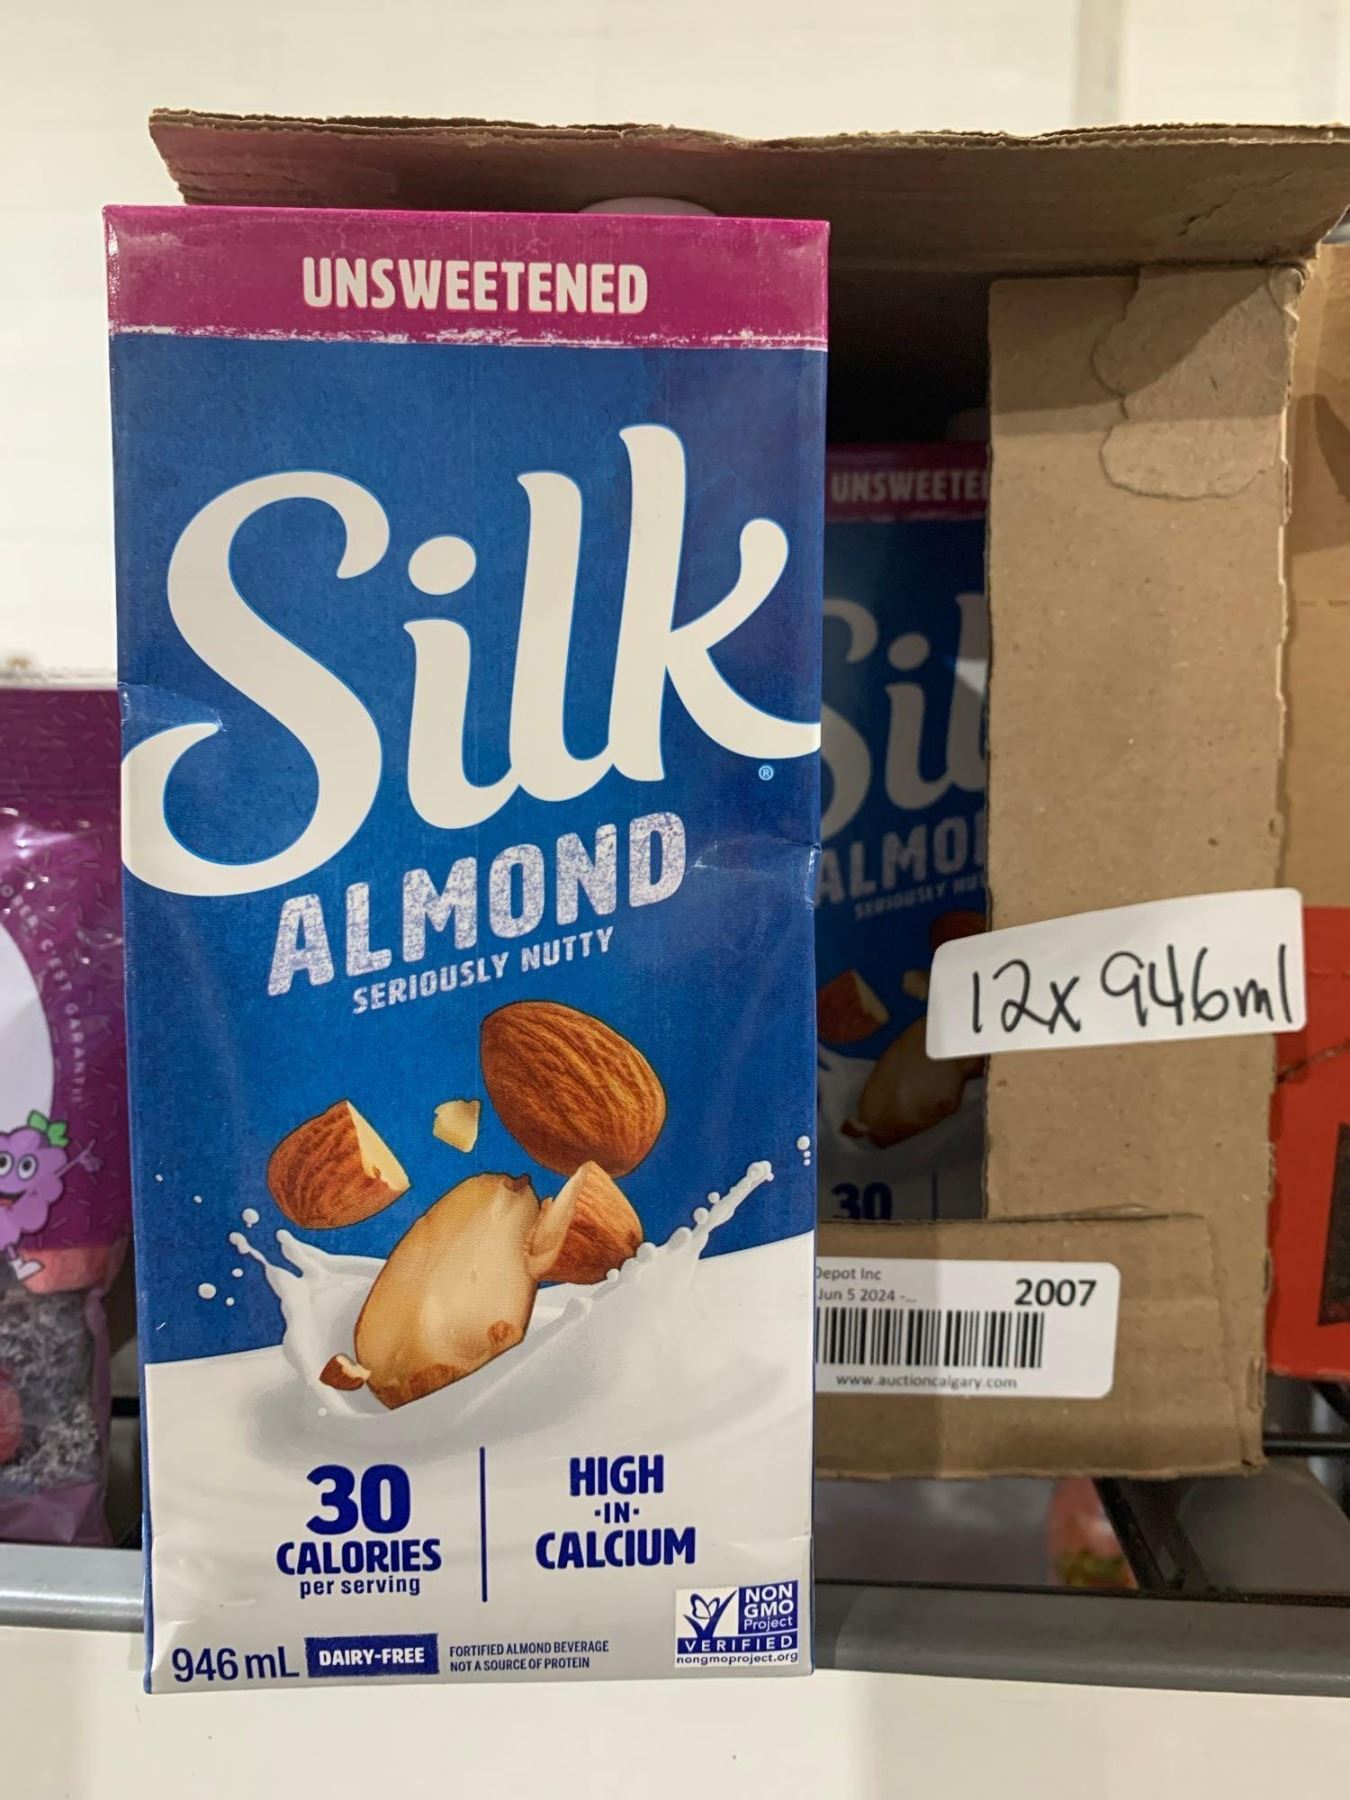 UNSWEETENED
Silk®
ALMOND
SERIOUSLY NUTTY
30
CALORIES
per serving
HIGH
-IN-
CALCIUM
946 mL
DAIRY-FREE
FORTIFIED ALMOND BEVERAGE
NOT A SOURCE OF PROTEIN
NON
GMO
Project
VERIFIED
nongmoproject.org
UNSWEETE
Sil
ALMO
SERIOUSLY NU
30
12x 946ml
Depot Inc
Jun 5 2024 -...
2007
www.auctioncalgary.com
C'EST GARANTI